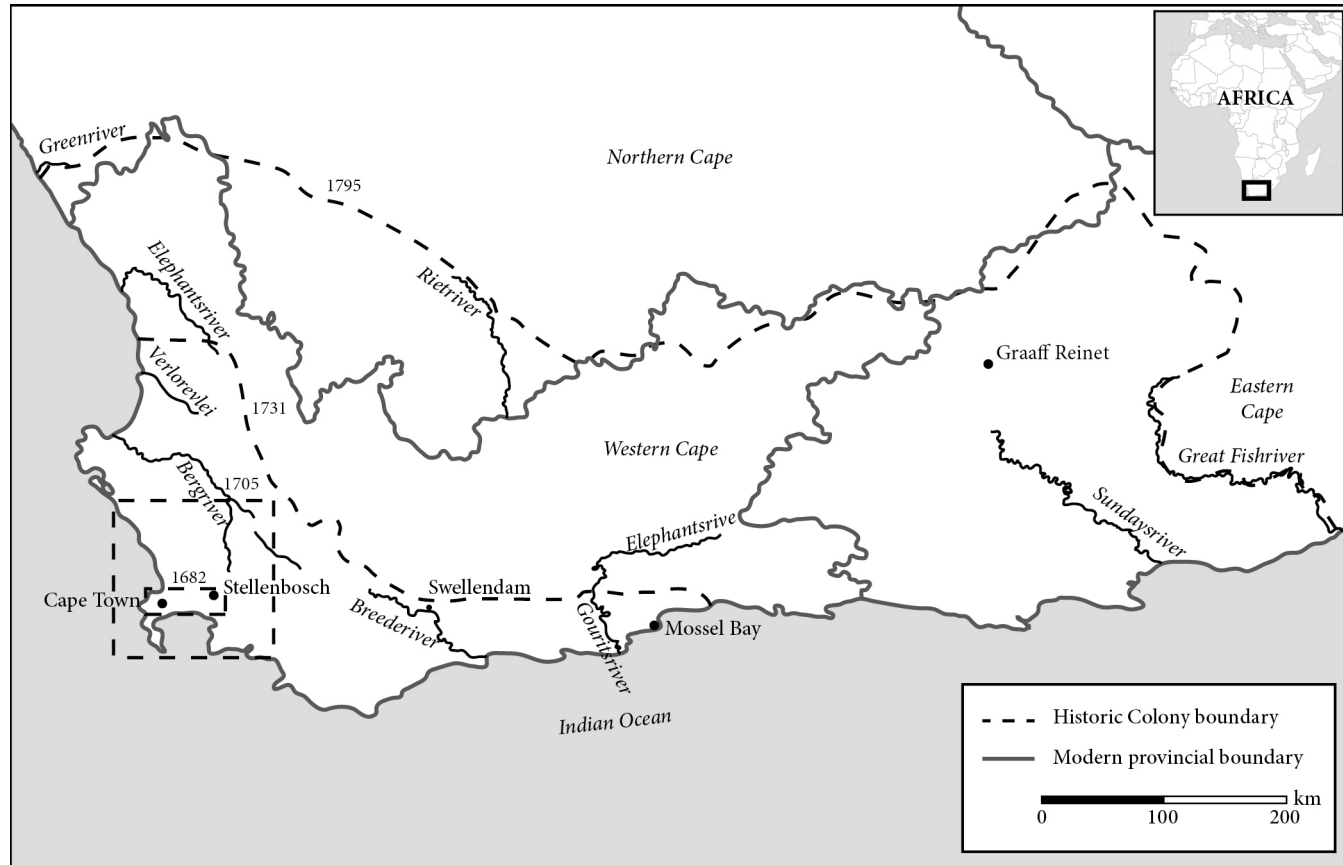 AFRICA
Greenriver
Northern Cape
1795
Elephantsriver
Rietriver
Verlorevlei
Graaff Reinet
Eastern
Cape
1731
Western Cape
Great Fishriver
Bergriver
1705
Sundaysriver
Elephantsrive
1682
Stellenbosch
Cape Town
Swellendam
Breederiver
Gouritsriver
Mossel Bay
Indian Ocean
Historic Colony boundary
Modern provincial boundary
km
0 100 200